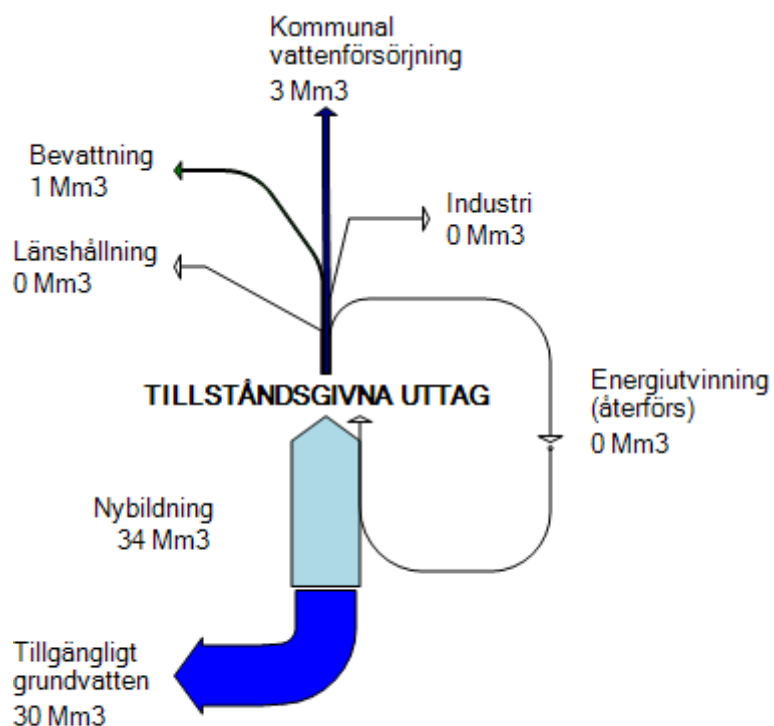 Kommunal
vattenförsörjning
3 Mm3
Bevattning
1 Mm3
Industri
0 Mm3
Länshållning
0 Mm3
TILLSTÅNDSGIVNA UTTAG
Energiutvinning
(återförs)
0 Mm3
Nybildning
34 Mm3
Tillgängligt
grundvatten
30 Mm3